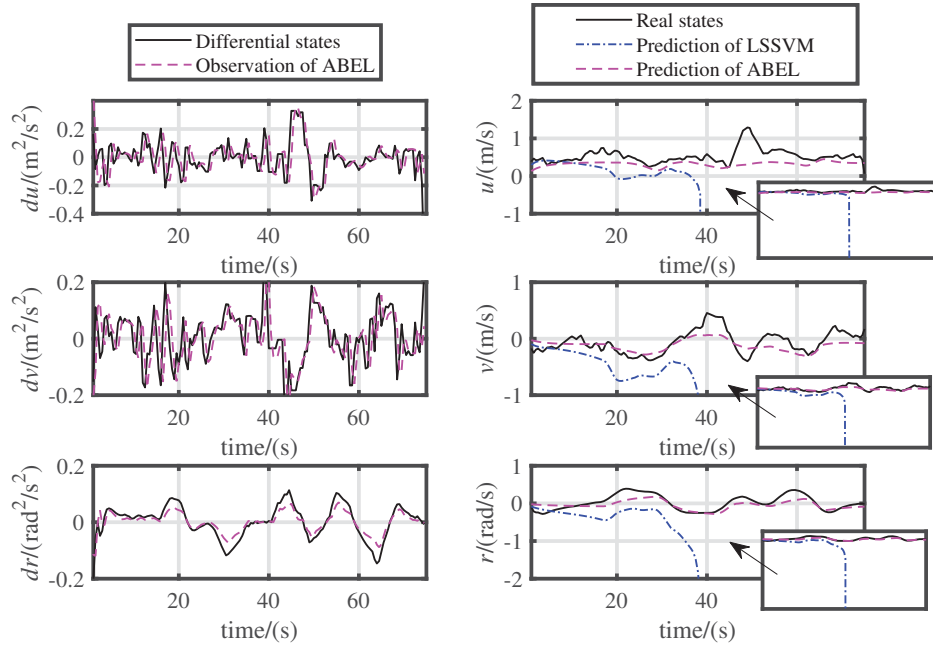 Differential states
Observation of ABEL
Real states
Prediction of LSSVM
Prediction of ABEL
du/(m²/s²)
0.2
0
-0.2
-0.4
20
40
60
time/(s)
u/(m/s)
2
1
0
-1
20
40
time/(s)
dv/(m²/s²)
0.2
0
-0.2
20
40
60
time/(s)
v/(m/s)
1
0
-1
20
40
time/(s)
dr/(rad²/s²)
0.2
0
-0.2
20
40
60
time/(s)
r/(rad/s)
1
0
-1
-2
20
40
60
time/(s)